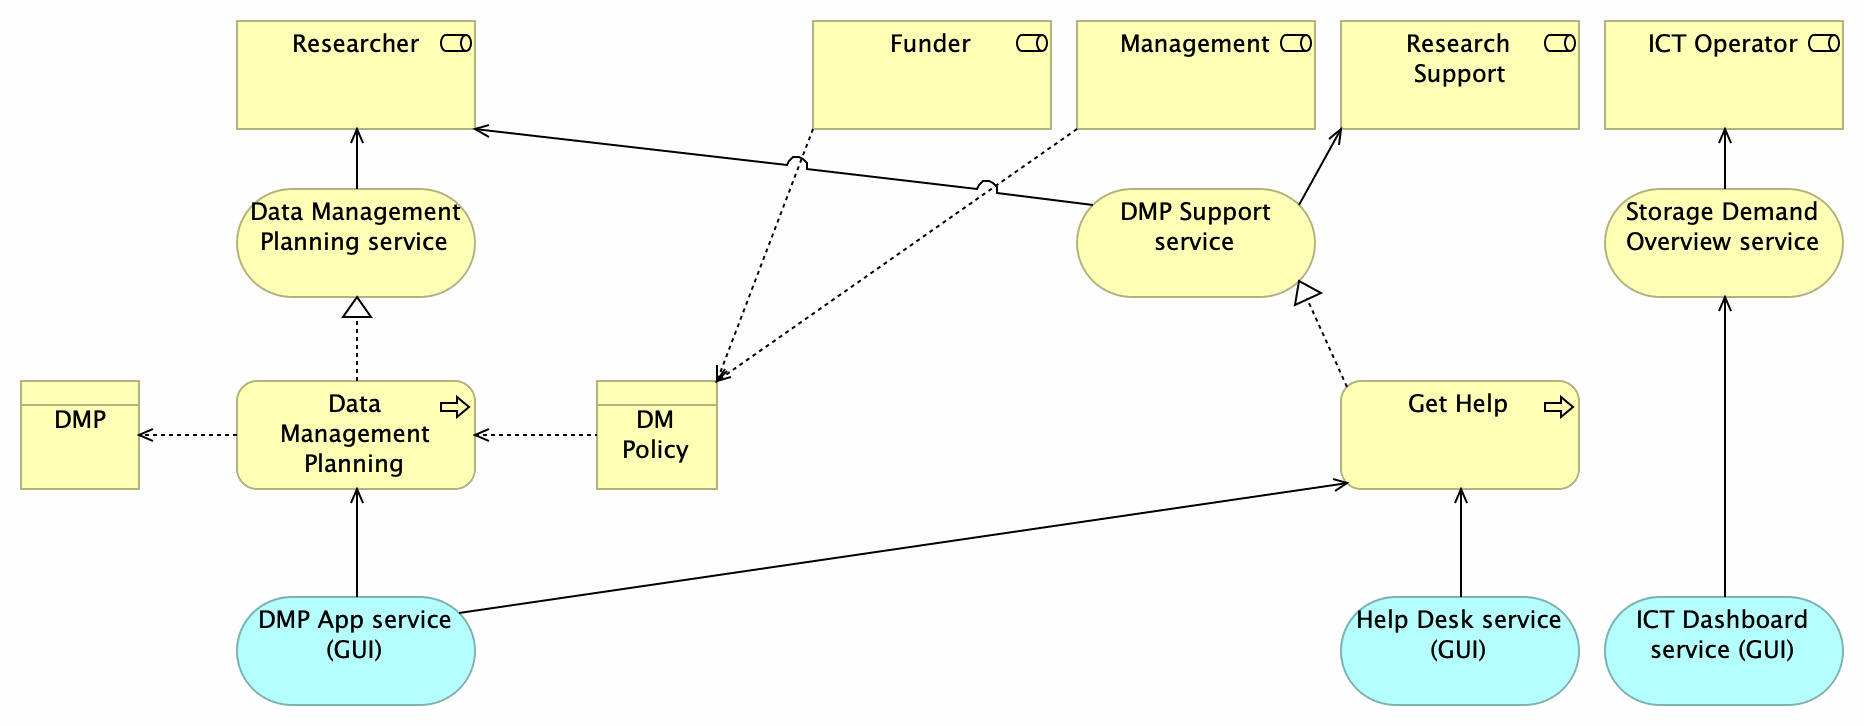 Researcher
Funder
Management
Research
Support
ICT Operator
Data Management
Planning service
DMP Support
service
Storage Demand
Overview service
DMP
Data
Management
Planning
DM
Policy
Get Help
DMP App service
(GUI)
Help Desk service
(GUI)
ICT Dashboard
service (GUI)